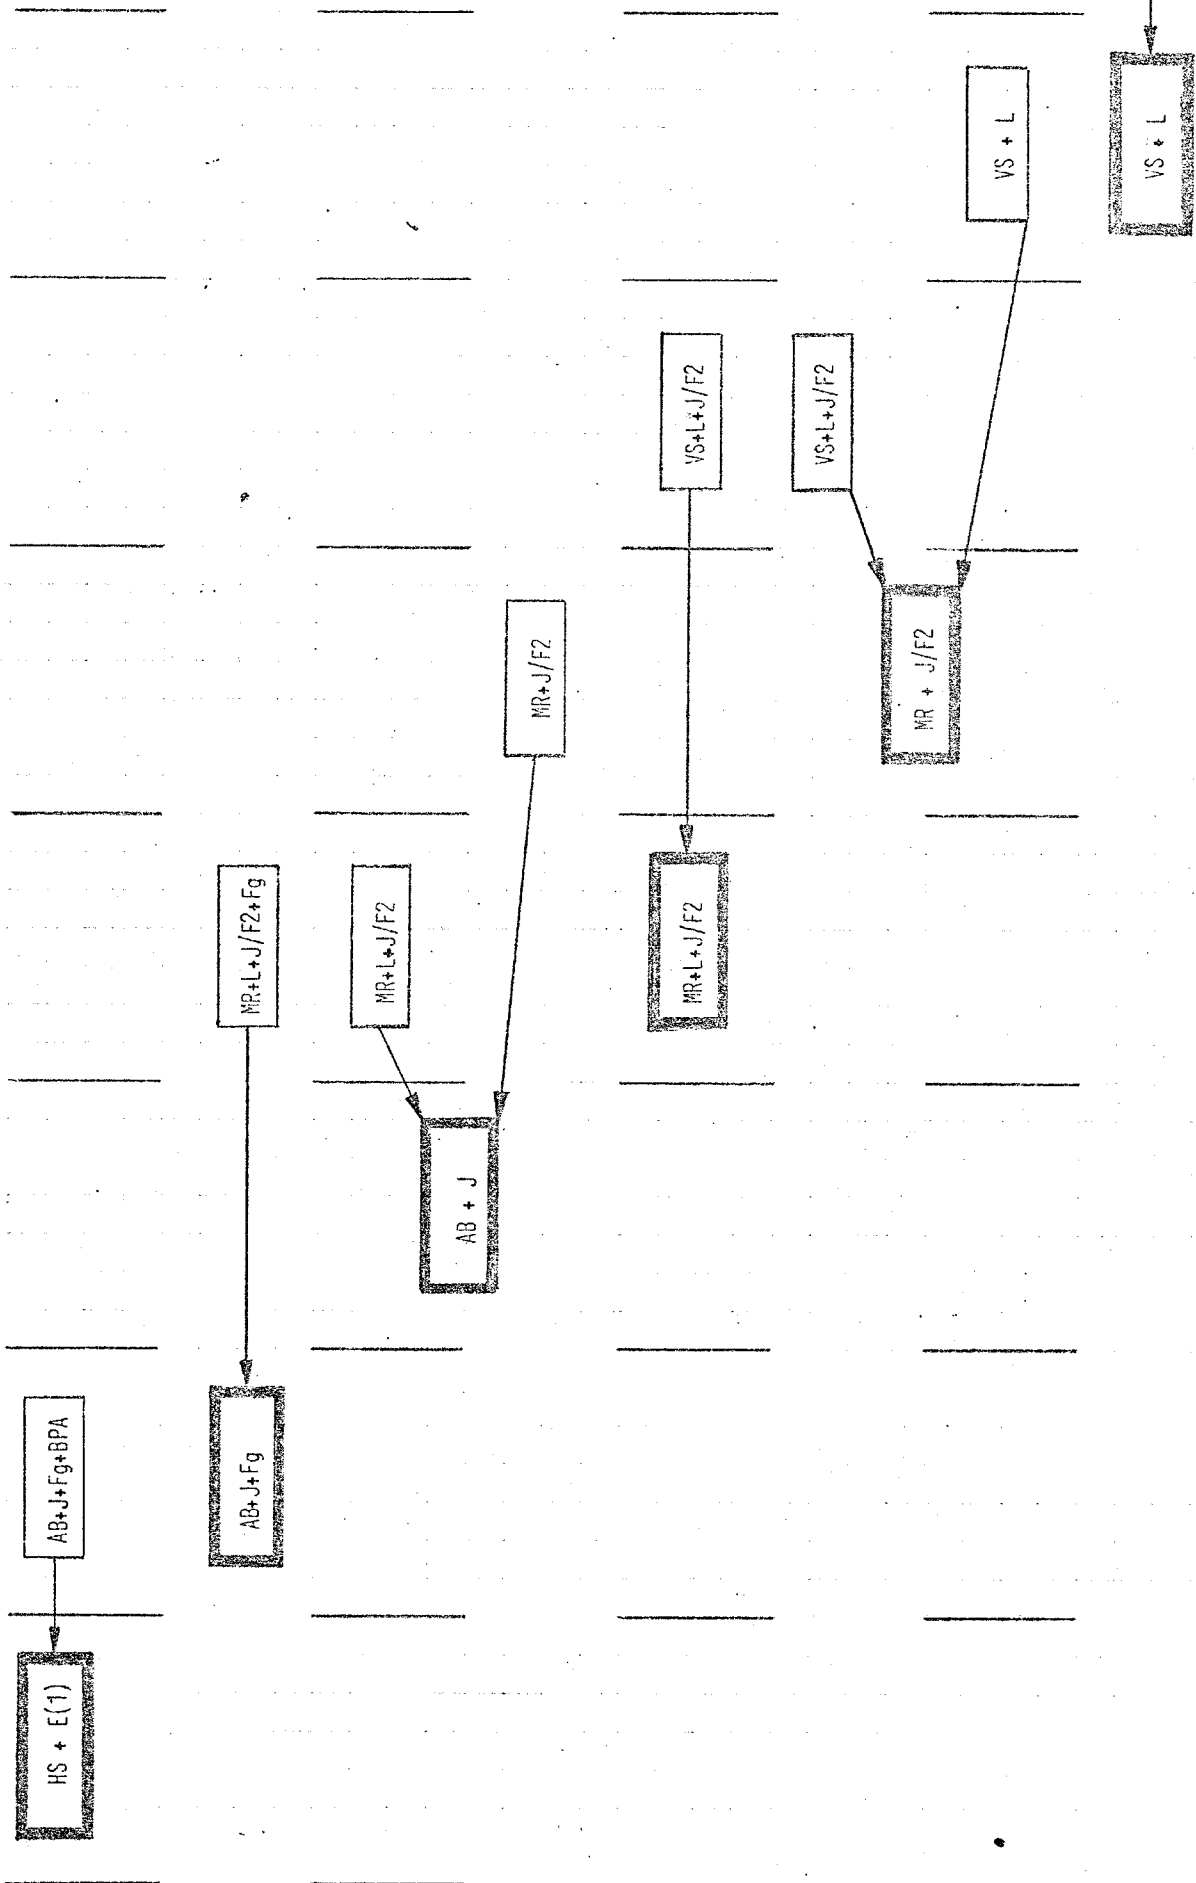 HS + E(1)
AB+J+Fg+BPA
AB+J+Fg
MR+L+J/F2+Fg
MR+L+J/F2
AB + J
MR+J/F2
MR+L+J/F2
VS+L+J/F2
VS+L+J/F2
MR + J/F2
VS + L
VS + L